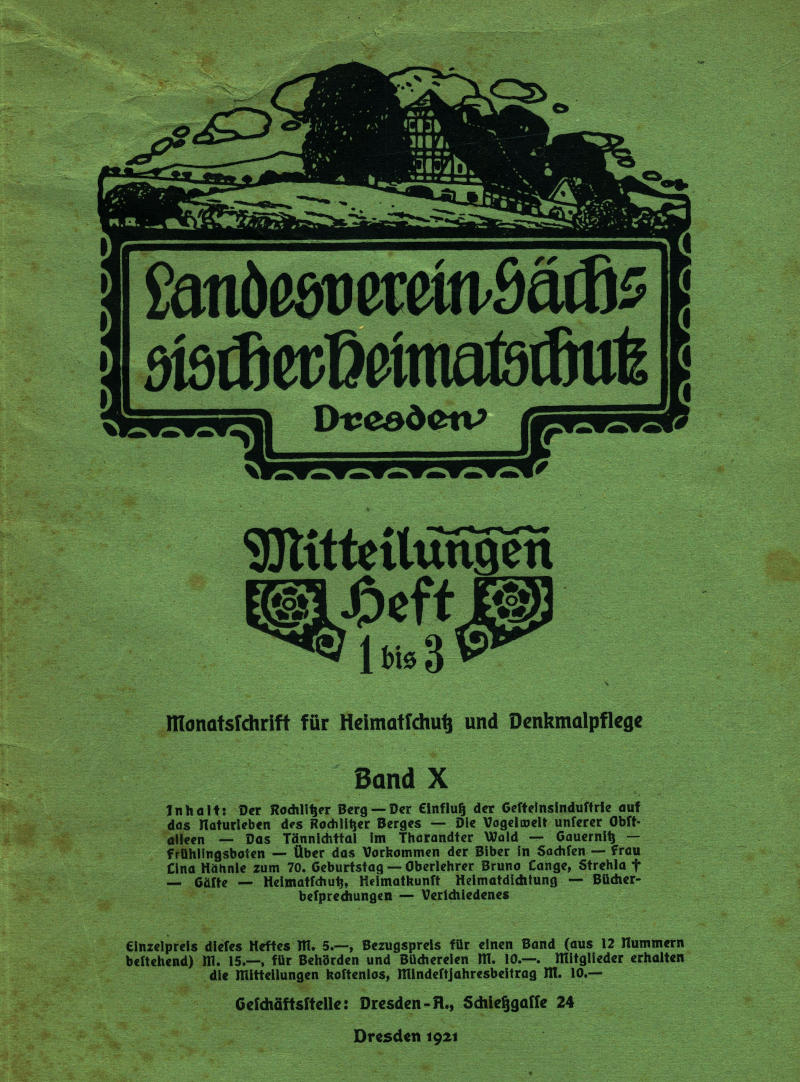 Landesverein Säch⸗
sischer Heimatschutz
Dresden
Mitteilungen
Heft
1 bis 3
Monatsſchrift für Heimatſchutz und Denkmalpflege
Band X
Inhalt: Der Rochlitzer Berg — Der Einfluß der Geſteinsinduſtrie auf
das Naturleben des Rochlitzer Berges — Die Vogelwelt unſerer Obſt-
alleen — Das Tännichttal im Tharandter Wald — Gauernitz —
Frühlingsboten — Über das Vorkommen der Biber in Sachſen — Frau
Lina Hähnle zum 70. Geburtstag — Oberlehrer Bruno Lange, Strehla †
— Gäſte — Heimatſchutz, Heimatkunſt Heimatdichtung — Bücher-
beſprechungen — Verſchiedenes
Einzelpreis dieſes Heftes M. 5.—, Bezugspreis für einen Band (aus 12 Nummern
beſtehend) M. 15.—, für Behörden und Büchereien M. 10.—. Mitglieder erhalten
die Mitteilungen koſtenlos, Mindeſtjahresbeitrag M. 10.—
Geſchäftsſtelle: Dresden-A., Schießgaſſe 24
Dresden 1921